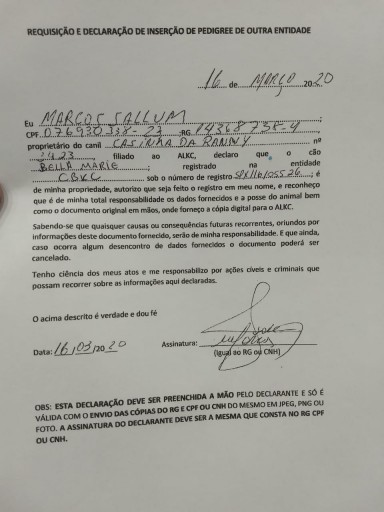 REQUISIÇÃO E DECLARAÇÃO DE INSERÇÃO DE PEDIGREE DE OUTRA ENTIDADE
16 de MARÇO 2020
Eu MARCOS SALLUM ;
CPF 076930338-23 ;RG 14368738-4 ;
proprietário do canil CASINHA DA RANNY nº
1423, filiado ao ALKC, declaro que o cão
BELLA MARIE; registrado na entidade
CBKC sob o número de registro ; é
de minha propriedade, autorizo que seja feito o registro em meu nome, e reconheço
que é de minha total responsabilidade os dados fornecidos e a posse do animal bem
como o documento original em mãos, onde forneço a cópia digital para o ALKC.
Sabendo-se que quaisquer causas ou consequências futuras recorrentes, oriundos por
informações deste documento fornecido, serão de minha responsabilidade. E que ainda,
caso ocorra algum desencontro de dados fornecidos o documento poderá ser
cancelado.
Tenho ciência dos meus atos e me responsabilizo por ações cíveis e criminais que
possam recorrer sobre as informações aqui declaradas.
O acima descrito é verdade e dou fé
Data: 16/03/2020 Assinatura:
(Igual ao RG ou CNH)
OBS: ESTA DECLARAÇÃO DEVE SER PREENCHIDA A MÃO PELO DECLARANTE E SÓ É
VÁLIDA COM O ENVIO DAS CÓPIAS DO RG E CPF OU CNH DO MESMO EM JPEG, PNG OU
FOTO. A ASSINATURA DO DECLARANTE DEVE SER A MESMA QUE CONSTA NO RG CPF
OU CNH.